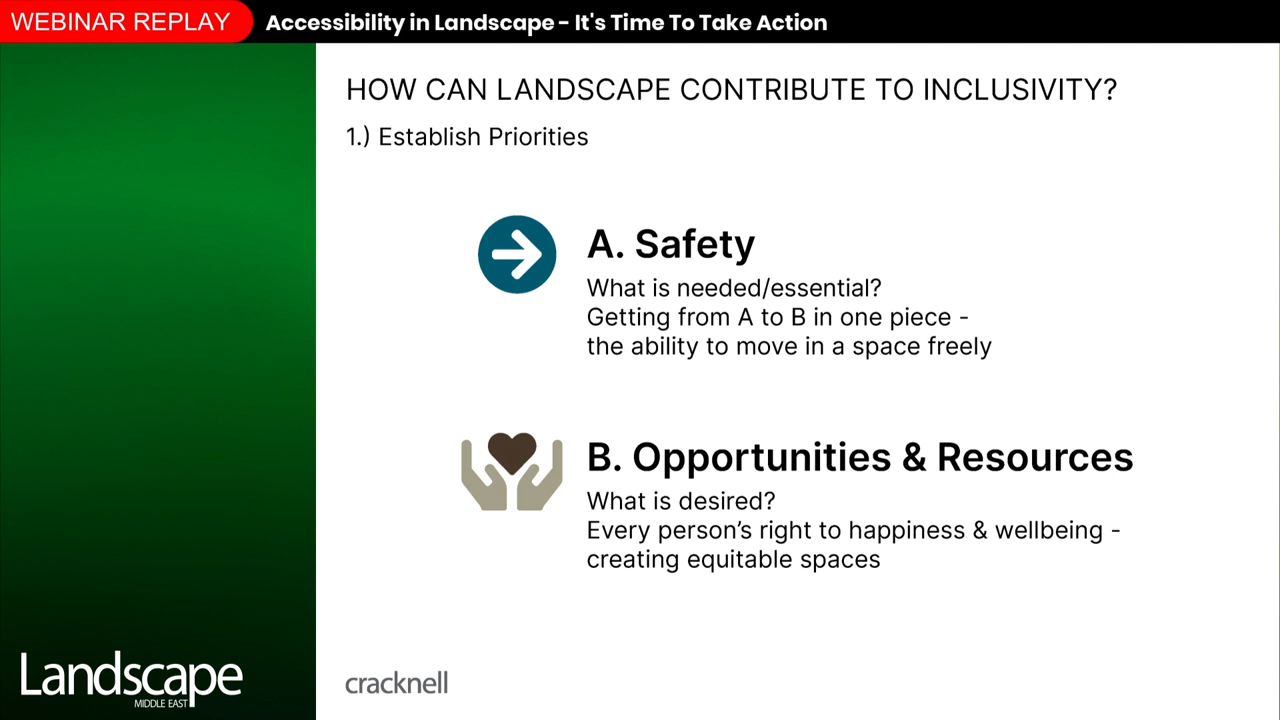 WEBINAR REPLAY
Accessibility in Landscape - It's Time To Take Action
HOW CAN LANDSCAPE CONTRIBUTE TO INCLUSIVITY?
1.) Establish Priorities
A. Safety
What is needed/essential?
Getting from A to B in one piece -
the ability to move in a space freely
B. Opportunities & Resources
What is desired?
Every person’s right to happiness & wellbeing -
creating equitable spaces
Landscape
MIDDLE EAST
cracknell